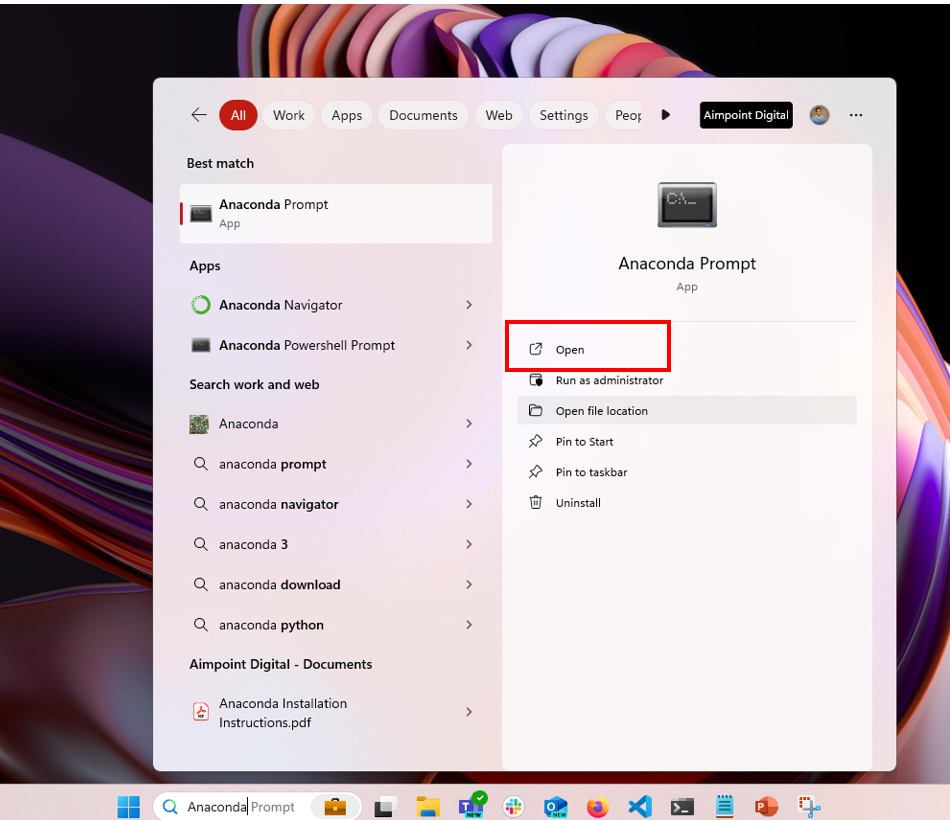 All Work Apps Documents Web Settings Peop Aimpoint Digital
Best match
Anaconda Prompt
App
Apps
Anaconda Navigator
Anaconda Powershell Prompt
Search work and web
Anaconda
anaconda prompt
anaconda navigator
anaconda 3
anaconda download
anaconda python
Aimpoint Digital - Documents
Anaconda Installation
Instructions.pdf
C:\_
Anaconda Prompt
App
Open
Run as administrator
Open file location
Pin to Start
Pin to taskbar
Uninstall
Anaconda Prompt
NEW
NEW